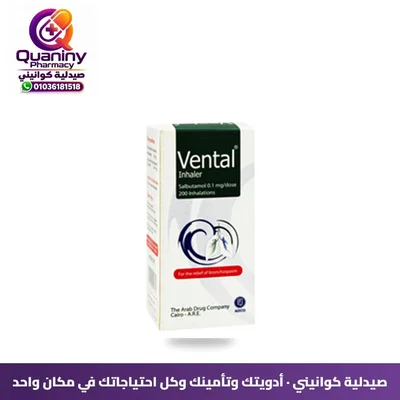 Quaniny
Pharmacy
صيدلية كوانيني
01036181518
Vental®
Inhaler
Salbutamol 0.1 mg/dose
200 Inhalations
For the relief of bronchospasm
The Arab Drug Company
Cairo - A.R.E.
صيدلية كوانيني - أدويتك وتأمينك وكل احتياجاتك في مكان واحد